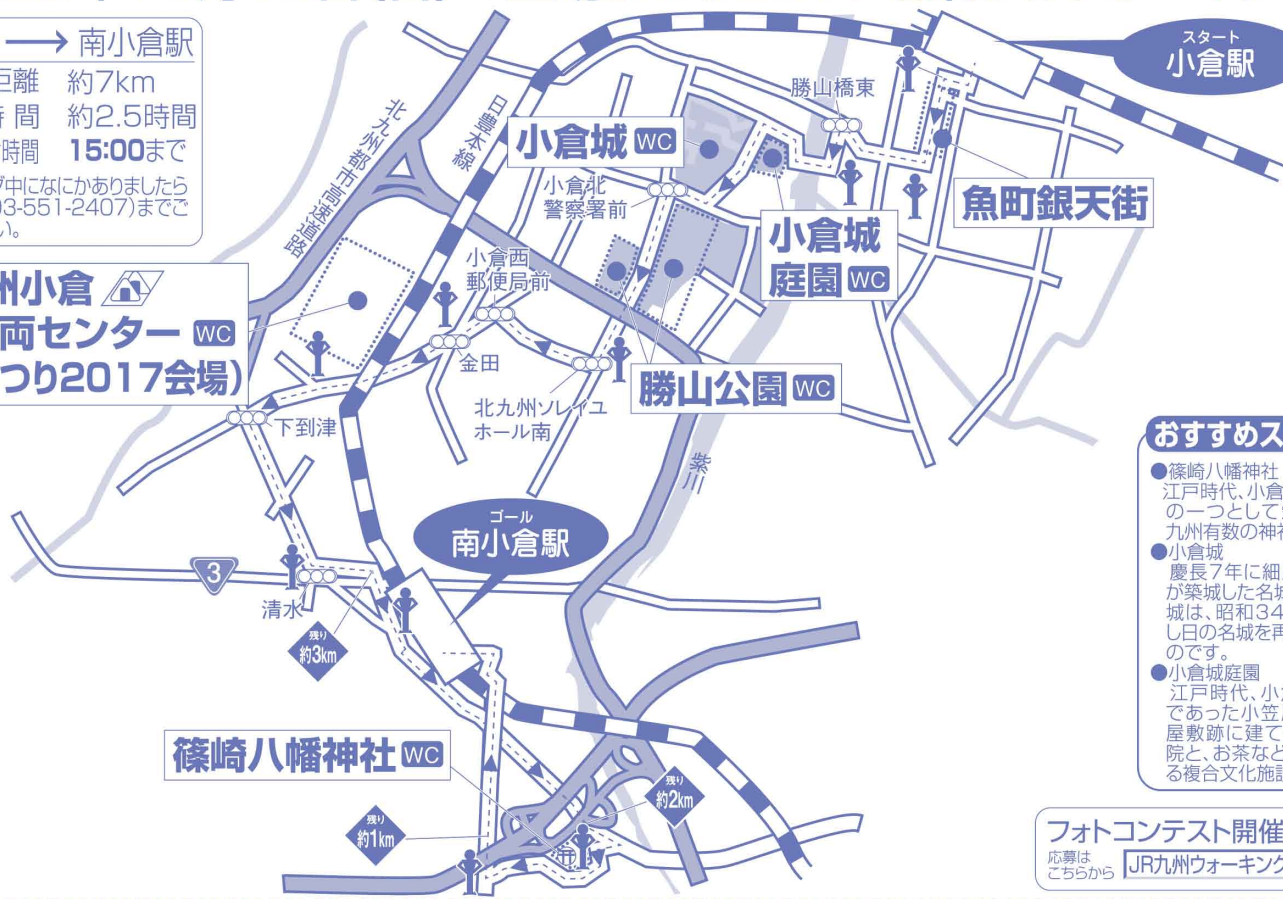 → 南小倉駅
距離 約7km
時間 約2.5時間
時間 15:00まで
中になにかありましたら
93-551-2407)までご
い。
スタート
小倉駅
勝山橋東
魚町銀天街
北九州都市高速道路
日豊本線
小倉城 WC
小倉北
警察署前
小倉城
庭園 WC
州小倉
両センター WC
つり2017会場)
小倉西
郵便局前
金田
北九州ソレイユ
ホール南
勝山公園 WC
下到津
紫川
ゴール
南小倉駅
3
清水
残り
約3km
篠崎八幡神社 WC
残り
約2km
残り
約1km
おすすめス
●篠崎八幡神社
江戸時代、小倉
の一つとして
九州有数の神
●小倉城
慶長7年に細
が築城した名城
城は、昭和34
し日の名城を再
のです。
●小倉城庭園
江戸時代、小
であった小笠
屋敷跡に建て
院と、お茶など
る複合文化施
フォトコンテスト開催
応募は
こちらから JR九州ウォーキング